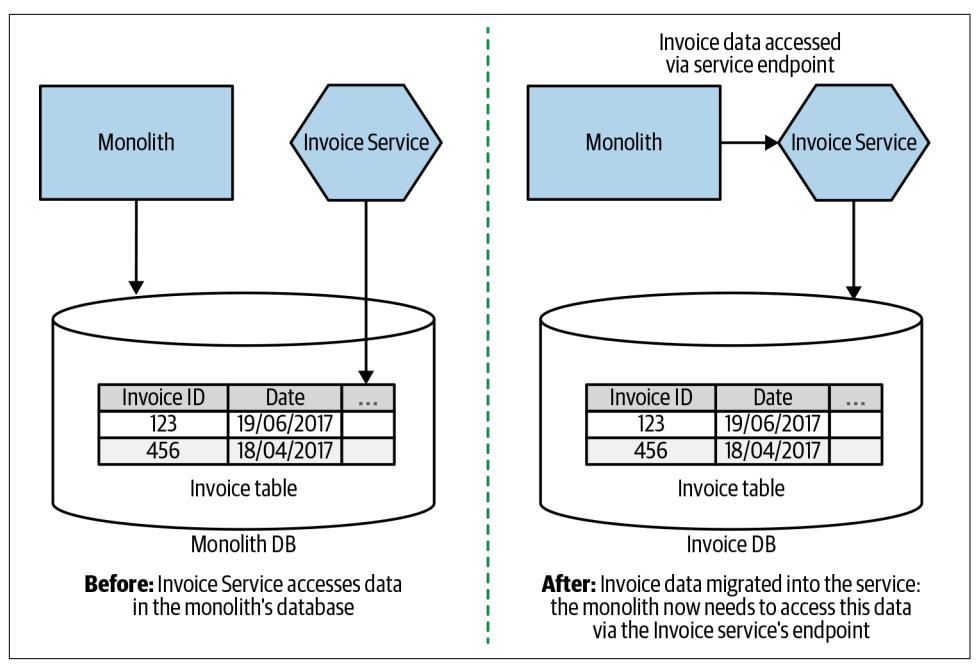 Monolith
Invoice Service
Invoice ID Date ...
123 19/06/2017
456 18/04/2017
Invoice table
Monolith DB
Before: Invoice Service accesses data
in the monolith's database
Invoice data accessed
via service endpoint
Monolith
Invoice Service
Invoice ID Date ...
123 19/06/2017
456 18/04/2017
Invoice table
Invoice DB
After: Invoice data migrated into the service:
the monolith now needs to access this data
via the Invoice service's endpoint